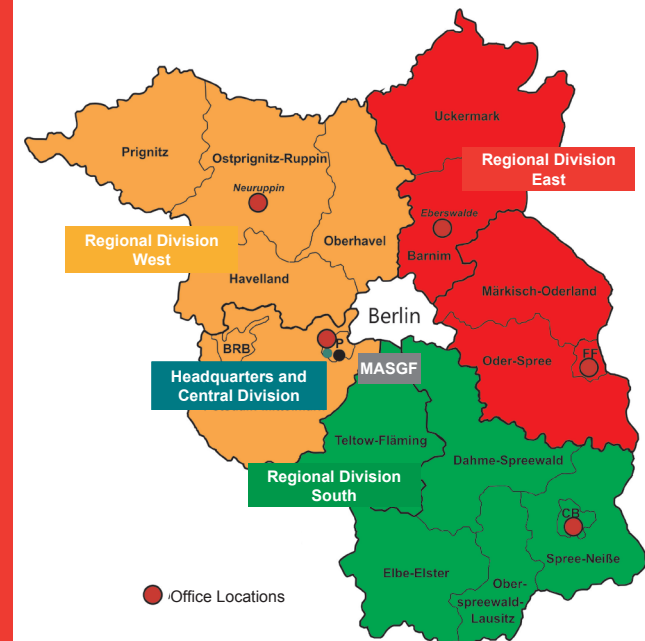 Uckermark
Prignitz
Ostprignitz-Ruppin
Regional Division
East
Neuruppin
Eberswalde
Regional Division
West
Oberhavel
Barnim
Havelland
Märkisch-Oderland
Berlin
BRB
P
Oder-Spree
FF
MASGF
Headquarters and
Central Division
Teltow-Fläming
Dahme-Spreewald
Regional Division
South
CB
Spree-Neiße
Elbe-Elster
Ober-
spreewald-
Lausitz
Office Locations